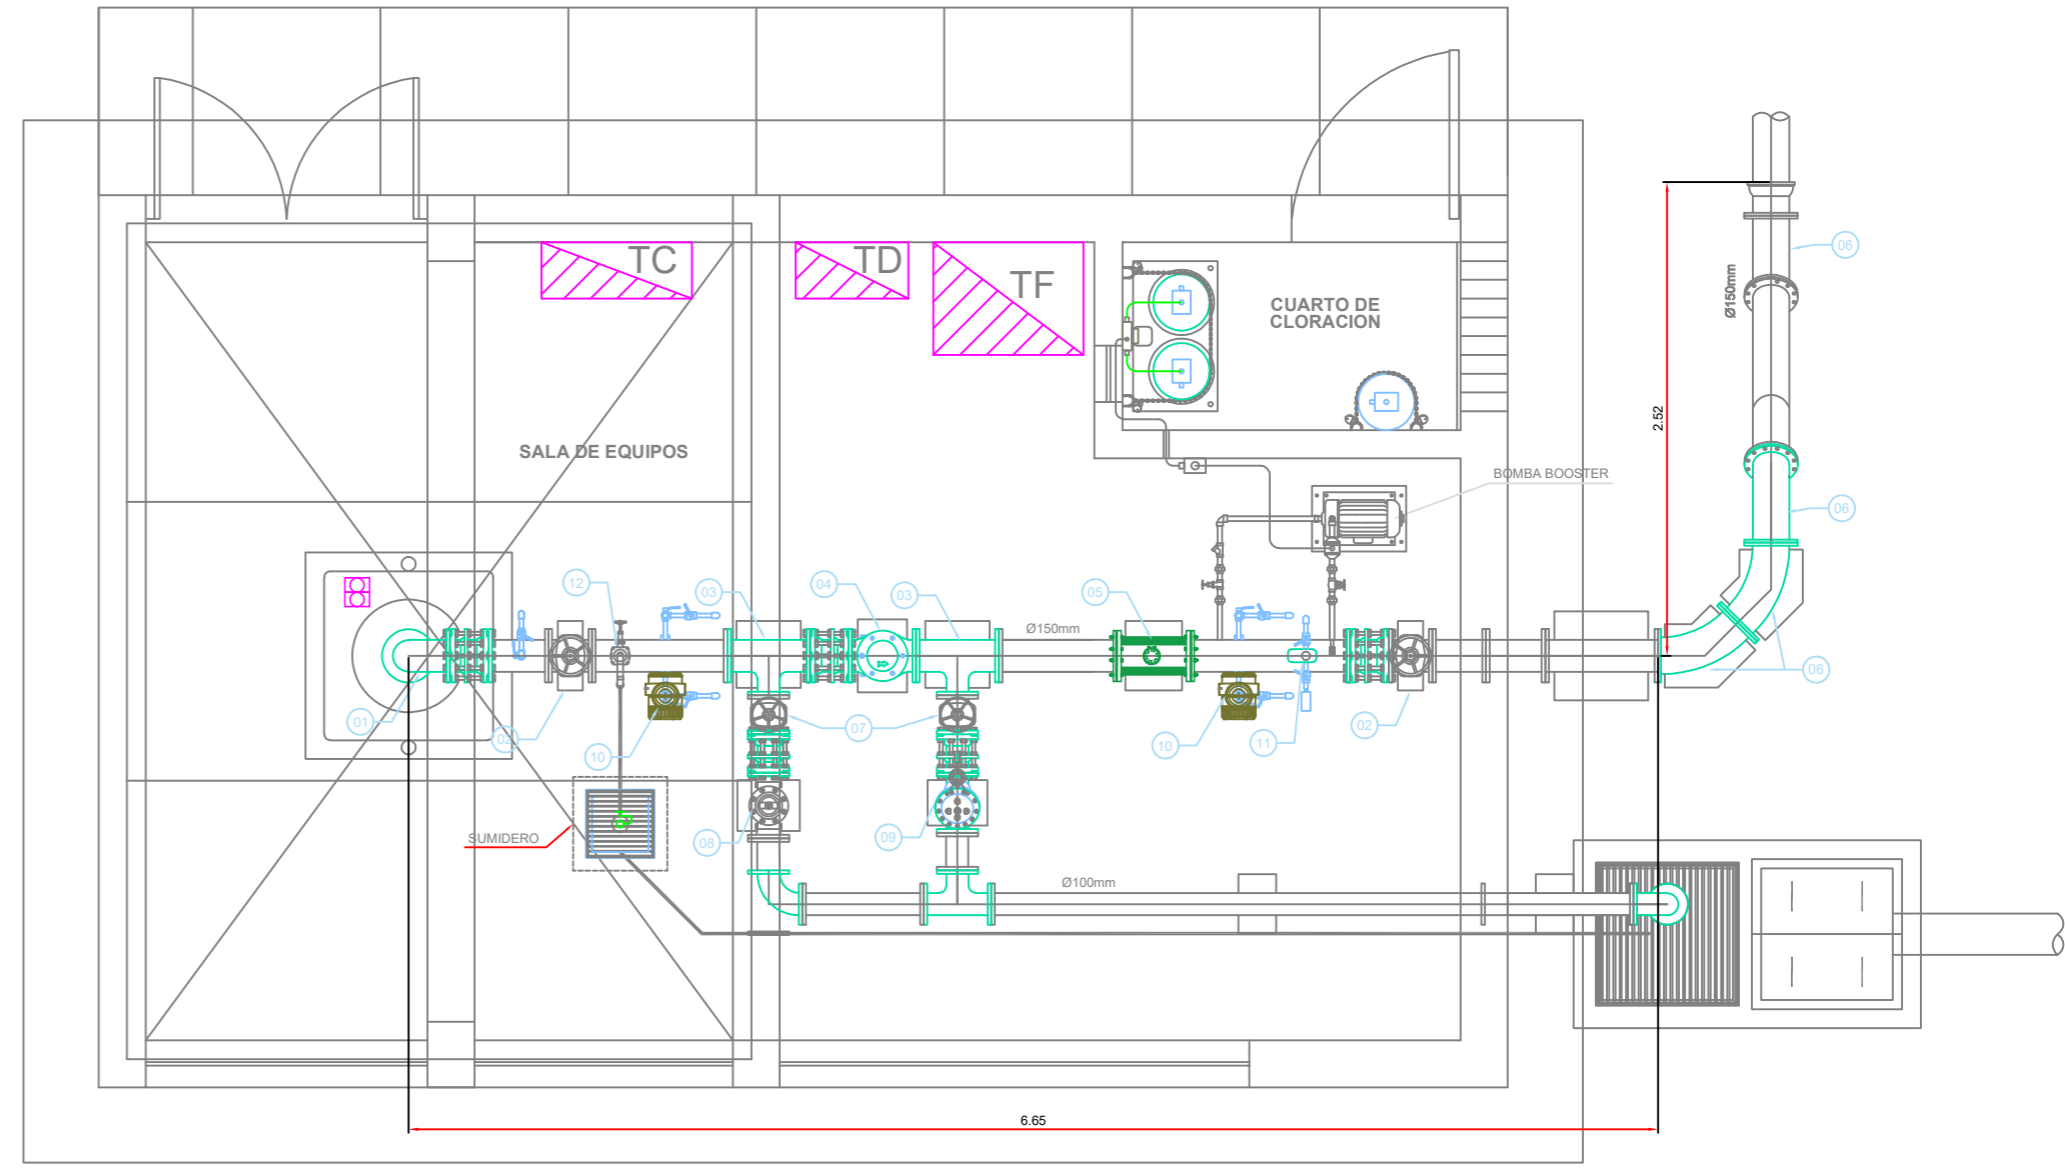 TC
TD
TF
CUARTO DE
CLORACION
06
Ø150mm
2.52
SALA DE EQUIPOS
BOMBA BOOSTER
06
12
03
04
03
05
Ø150mm
06
01
02
10
07
10
11
02
SUMIDERO
08
09
Ø100mm
6.65